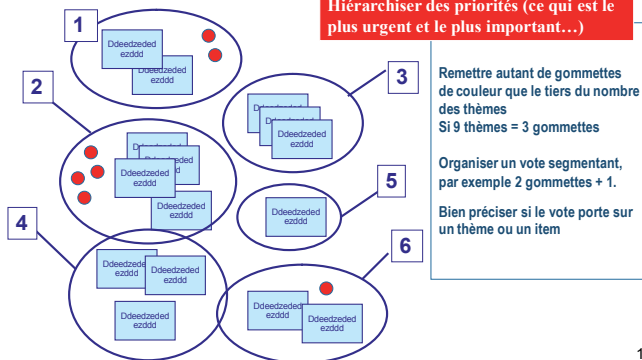 Hiérarchiser des priorités (ce qui est le
plus urgent et le plus important…)
1
Ddeedzeded
ezddd
Ddeedzeded
ezddd
2
Ddeedzeded
ezddd
Ddeedzeded
ezddd
Ddeedzeded
ezddd
Ddeedzeded
ezddd
3
Ddeedzeded
ezddd
5
Ddeedzeded
ezddd
4
Ddeedzeded
ezddd
Ddeedzeded
ezddd
Ddeedzeded
ezddd
6
Ddeedzeded
ezddd
Ddeedzeded
ezddd
Remettre autant de gommettes
de couleur que le tiers du nombre
des thèmes
Si 9 thèmes = 3 gommettes
Organiser un vote segmentant,
par exemple 2 gommettes + 1.
Bien préciser si le vote porte sur
un thème ou un item
1